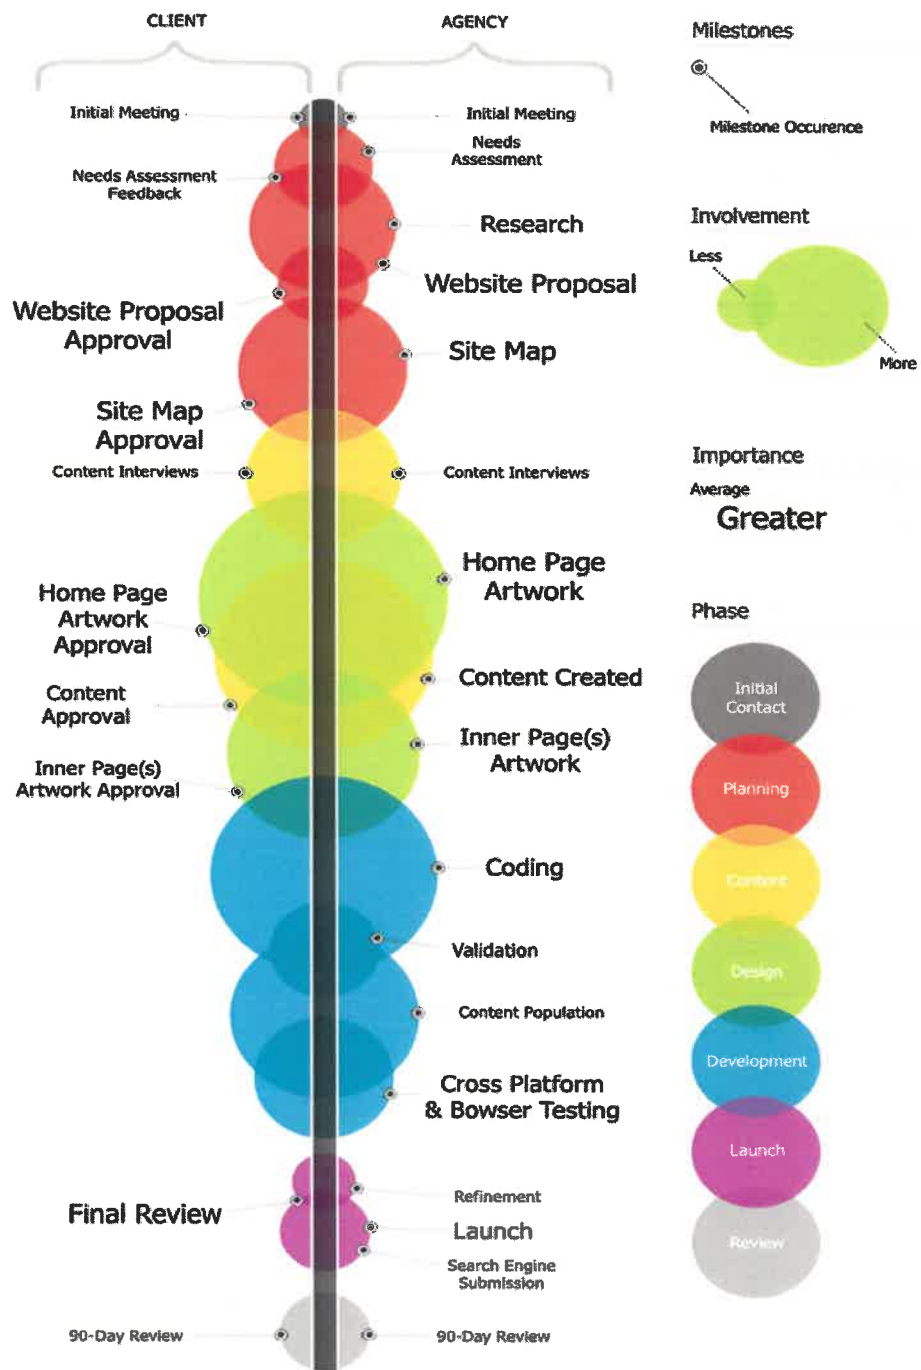 CLIENT
AGENCY
Initial Meeting
Initial Meeting
Needs
Assessment
Needs Assessment
Feedback
Research
Website Proposal
Website Proposal
Approval
Site Map
Site Map
Approval
Content Interviews
Content Interviews
Home Page
Artwork
Home Page
Artwork
Approval
Content Created
Content
Approval
Inner Page(s)
Artwork
Inner Page(s)
Artwork Approval
Coding
Validation
Content Population
Cross Platform
& Bowser Testing
Refinement
Final Review
Launch
Search Engine
Submission
90-Day Review
90-Day Review
Milestones
Milestone Occurence
Involvement
Less
More
Importance
Average
Greater
Phase
Initial
Contact
Planning
Content
Design
Development
Launch
Review